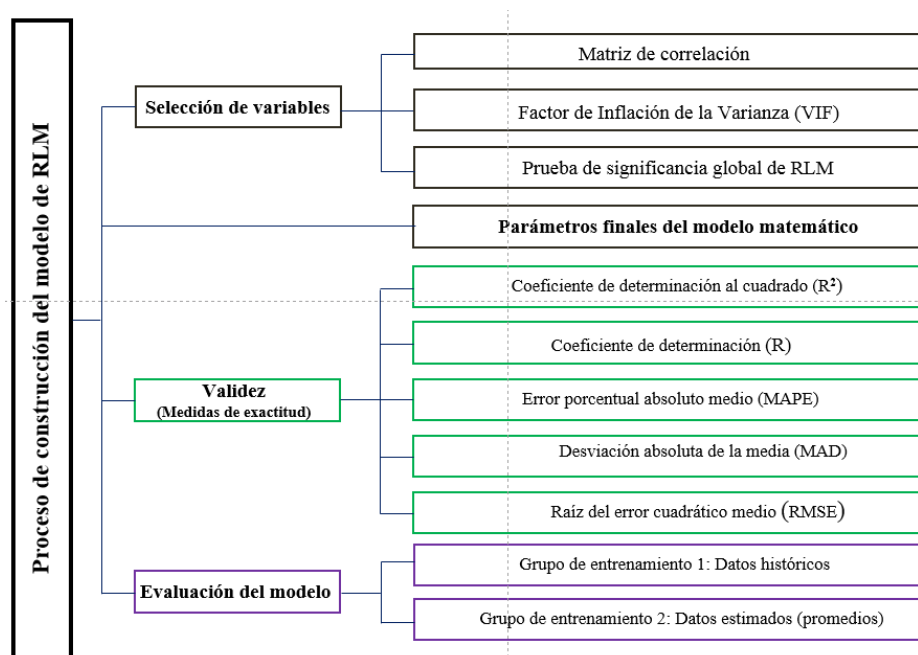 Proceso de construcción del modelo de RLM
Selección de variables
Matriz de correlación
Factor de Inflación de la Varianza (VIF)
Prueba de significancia global de RLM
Parámetros finales del modelo matemático
Validez
(Medidas de exactitud)
Coeficiente de determinación al cuadrado (R²)
Coeficiente de determinación (R)
Error porcentual absoluto medio (MAPE)
Desviación absoluta de la media (MAD)
Raíz del error cuadrático medio (RMSE)
Evaluación del modelo
Grupo de entrenamiento 1: Datos históricos
Grupo de entrenamiento 2: Datos estimados (promedios)